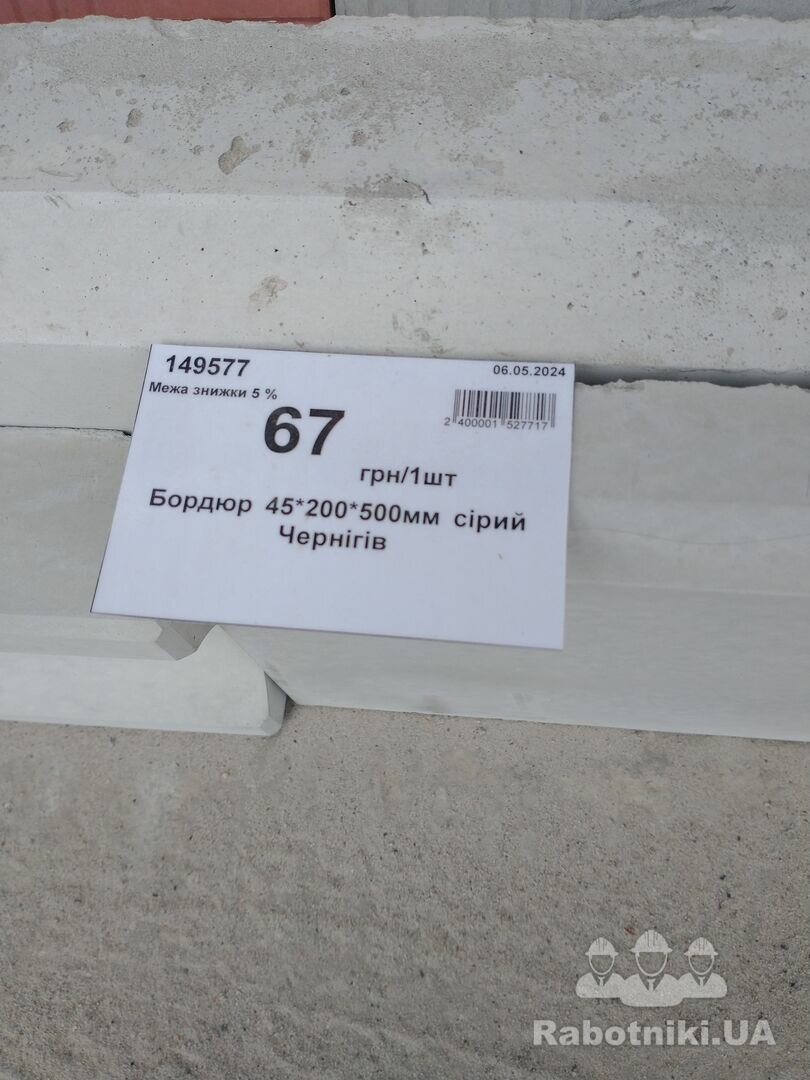 149577
06.05.2024
Межа знижки 5 %
67
2 400001 527717
грн/1шт
Бордюр 45*200*500мм сірий
Чернігів
Rabotniki.UA